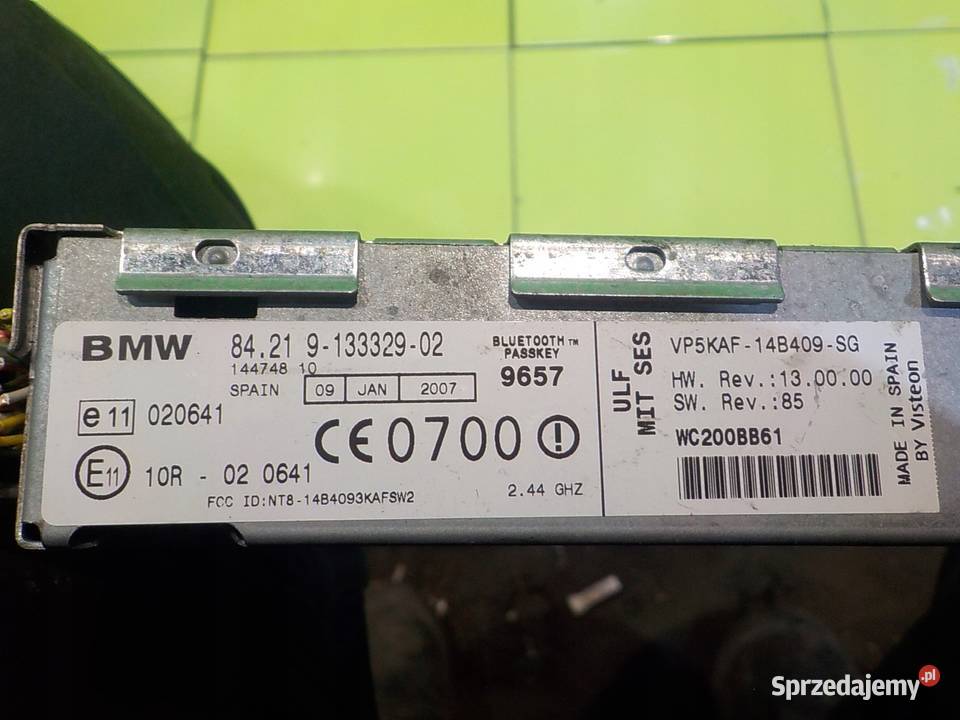 BMW 84.21 9-133329-02
144748 10
SPAIN 09 JAN 2007
BLUETOOTH™
PASSKEY
9657
e11 020641
CE0700
E11 10R - 02 0641
FCC ID:NT8-14B4093KAFSW2 2.44 GHZ
ULF SES
MIT
VP5KAF-14B409-SG
HW. Rev.:13.00.00
SW. Rev.:85
WC200BB61
MADE IN SPAIN
BY Visteon
Sprzedajemy.pl